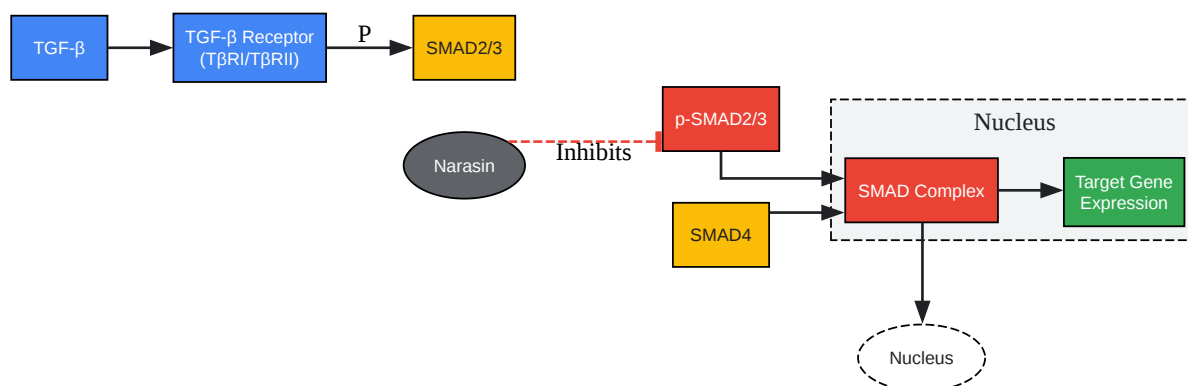 TGF-β
TGF-β Receptor
(TβRI/TβRII)
P
SMAD2/3
p-SMAD2/3
Nucleus
Narasin
Inhibits
SMAD Complex
Target Gene
Expression
SMAD4
Nucleus